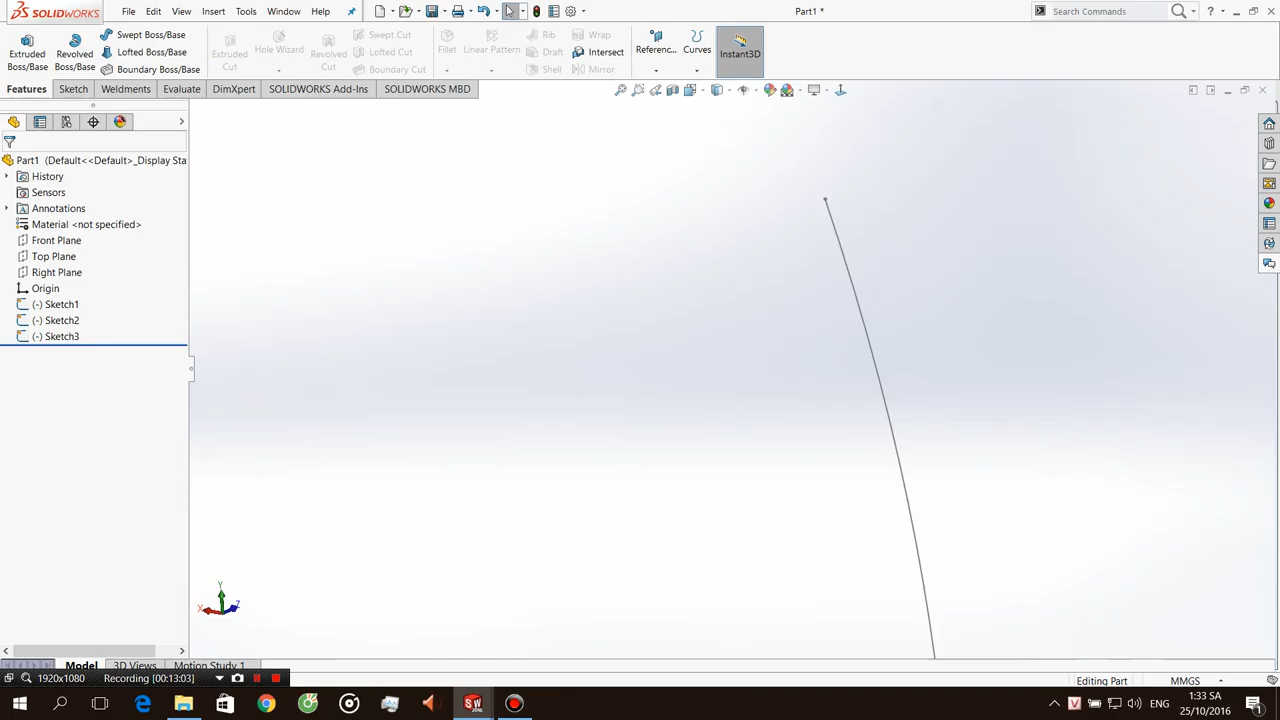 SOLIDWORKS File Edit View Insert Tools Window Help Part1 * Search Commands
Extruded Boss/Base
Revolved Boss/Base
Swept Boss/Base
Lofted Boss/Base
Boundary Boss/Base
Extruded Cut
Hole Wizard
Revolved Cut
Swept Cut
Lofted Cut
Boundary Cut
Fillet
Linear Pattern
Rib
Draft
Shell
Wrap
Intersect
Mirror
Referenc...
Curves
Instant3D
Features Sketch Weldments Evaluate DimXpert SOLIDWORKS Add-Ins SOLIDWORKS MBD
Part1 (Default<<Default>_Display Sta
History
Sensors
Annotations
Material <not specified>
Front Plane
Top Plane
Right Plane
Origin
(-) Sketch1
(-) Sketch2
(-) Sketch3
Y
X
Z
Model 3D Views Motion Study 1
1920x1080 Recording [00:13:03]
Editing Part MMGS
ENG
1:33 SA
25/10/2016